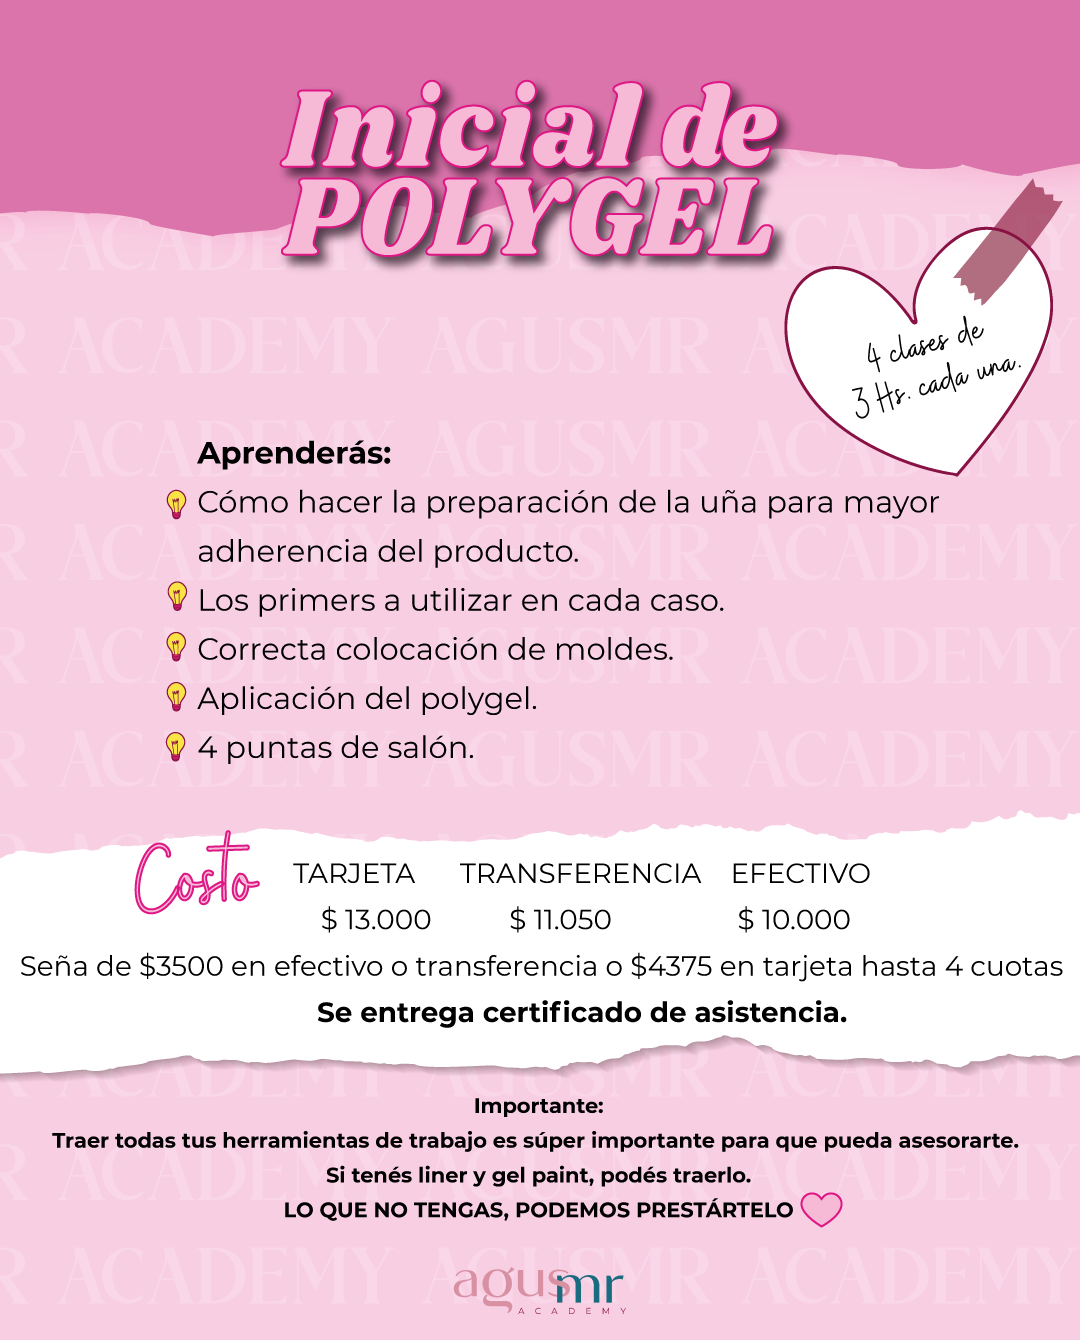 Inicial de
POLYGEL
4 clases de
3 Hs. cada una.
Aprenderás:
Cómo hacer la preparación de la uña para mayor
adherencia del producto.
Los primers a utilizar en cada caso.
Correcta colocación de moldes.
Aplicación del polygel.
4 puntas de salón.
Costo
TARJETA TRANSFERENCIA EFECTIVO
$ 13.000 $ 11.050 $ 10.000
Seña de $3500 en efectivo o transferencia o $4375 en tarjeta hasta 4 cuotas
Se entrega certificado de asistencia.
Importante:
Traer todas tus herramientas de trabajo es súper importante para que pueda asesorarte.
Si tenés liner y gel paint, podés traerlo.
LO QUE NO TENGAS, PODEMOS PRESTÁRTELO
agusmr
ACADEMY